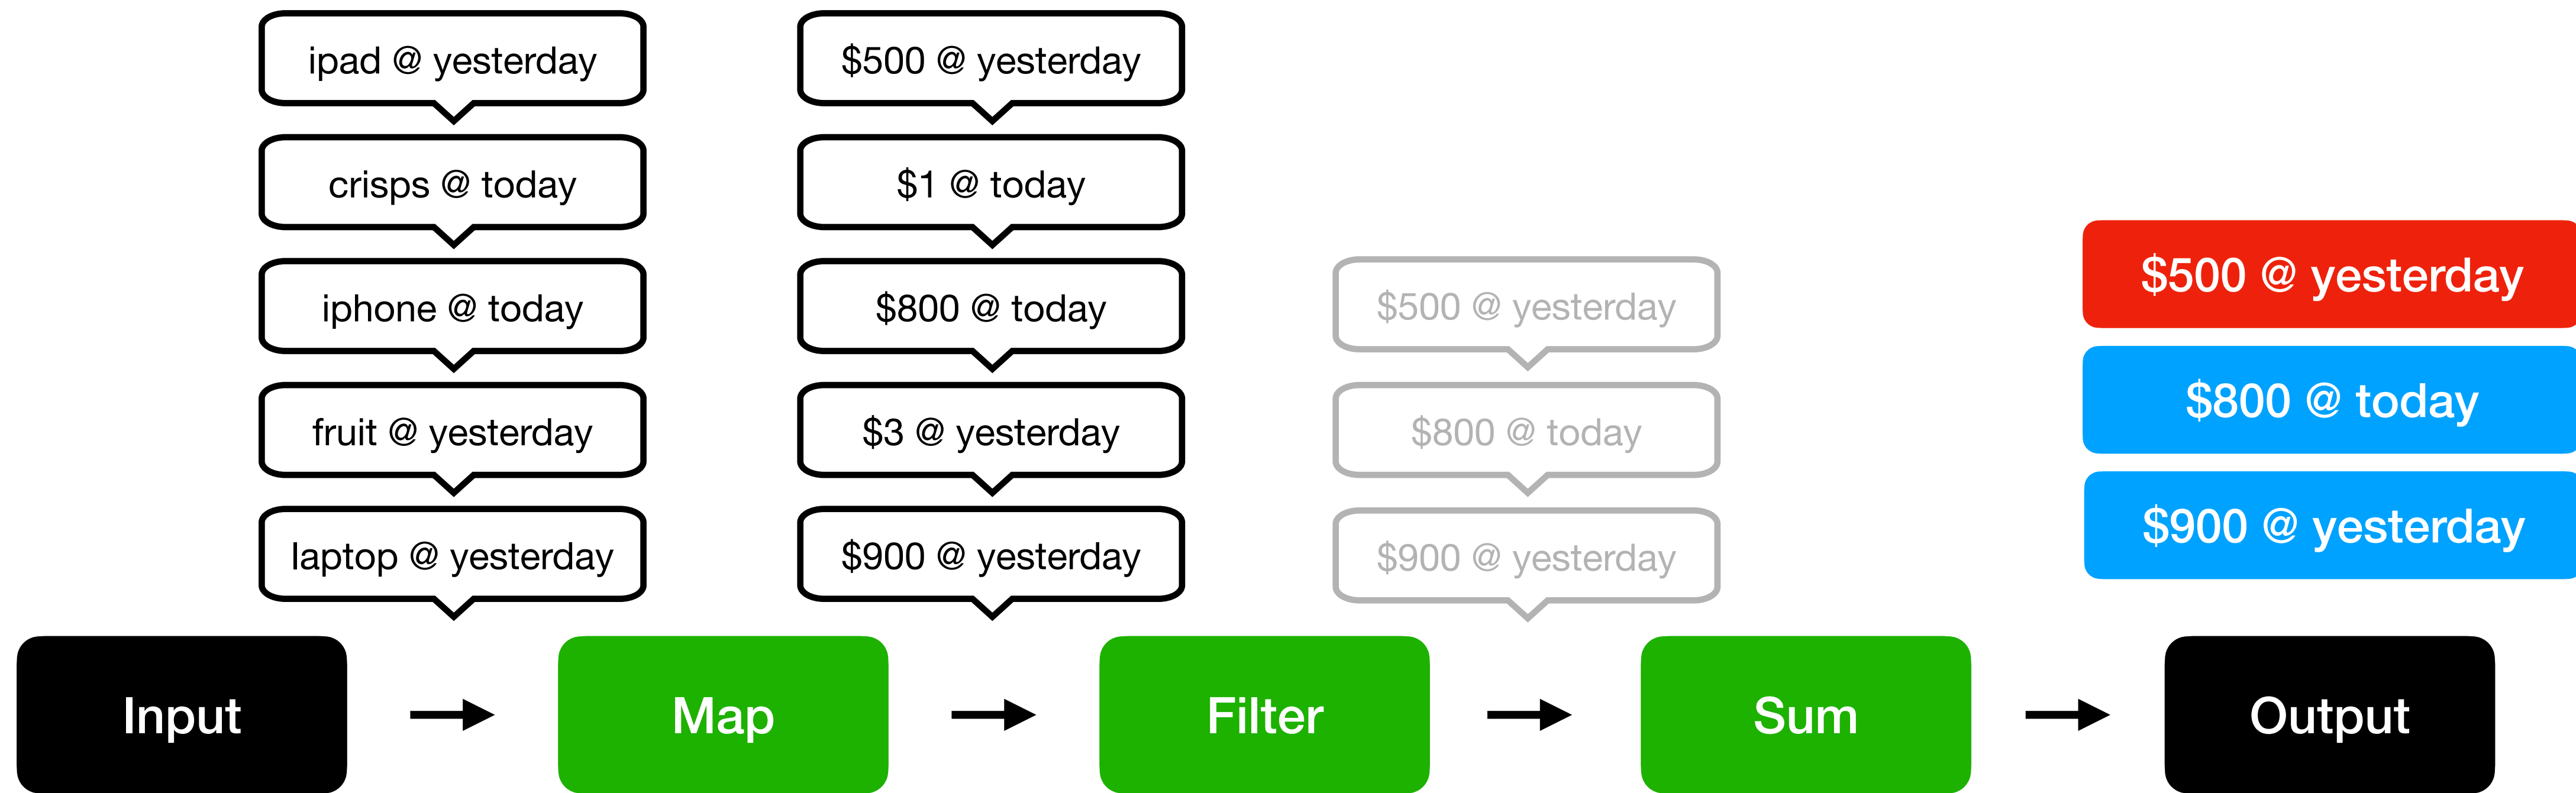 ipad @ yesterday
crisps @ today
iphone @ today
fruit @ yesterday
laptop @ yesterday
$500 @ yesterday
$1 @ today
$800 @ today
$3 @ yesterday
$900 @ yesterday
$500 @ yesterday
$800 @ today
$900 @ yesterday
$500 @ yesterday
$800 @ today
$900 @ yesterday
Input
Map
Filter
Sum
Output